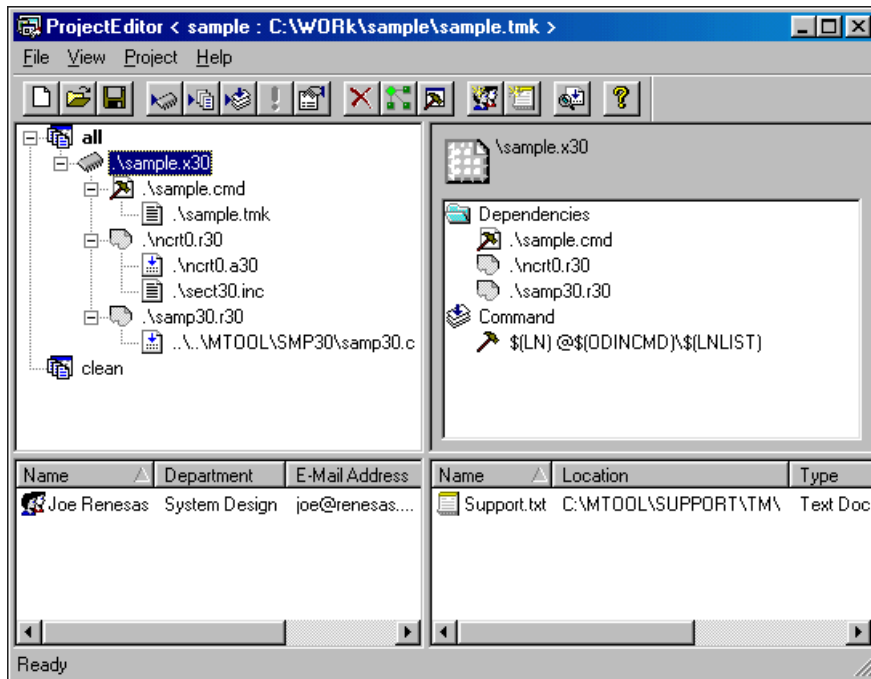 ProjectEditor < sample : C:\WORk\sample\sample.tmk >
File View Project Help
all
.\sample.x30
.\sample.cmd
.\sample.tmk
.\ncrt0.r30
.\ncrt0.a30
.\sect30.inc
.\samp30.r30
..\..\MTOOL\SMP30\samp30.c
clean
\sample.x30
Dependencies
.\sample.cmd
.\ncrt0.r30
.\samp30.r30
Command
$(LN) @$(ODINCMD)\$(LNLIST)
Name Department E-Mail Address
Joe Renesas System Design joe@renesas....
Name Location Type
Support.txt C:\MTOOL\SUPPORT\TM\ Text Doc
Ready